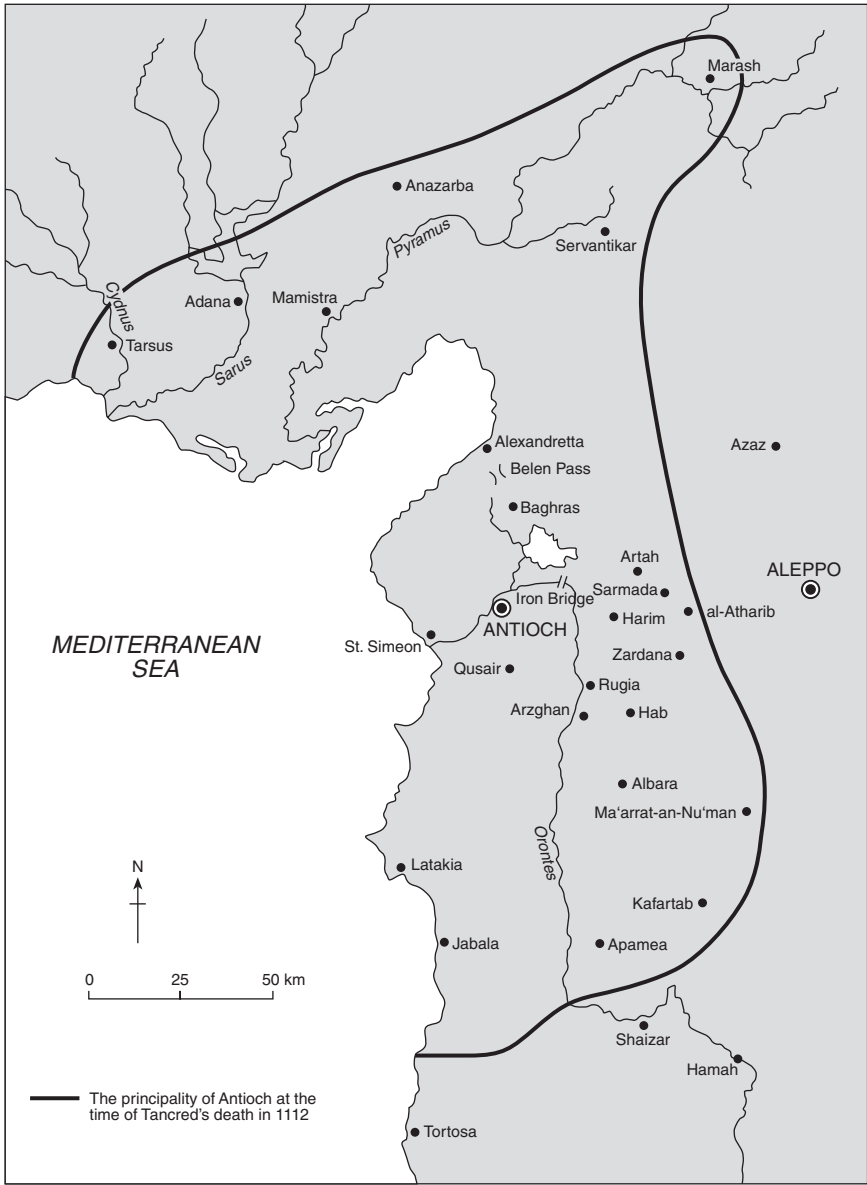 Marash
Anazarba
Pyramus
Servantikar
Cydnus
Adana
Mamistra
Tarsus
Sarus
Alexandretta
Azaz
Belen Pass
Baghras
Artah
ALEPPO
Sarmada
Iron Bridge
al-Atharib
Harim
ANTIOCH
St. Simeon
MEDITERRANEAN
SEA
Zardana
Qusair
Rugia
Arzghan
Hab
Albara
Ma‘arrat-an-Nu‘man
Orontes
N
Latakia
Kafartab
Jabala
Apamea
0 25 50 km
Shaizar
Hamah
The principality of Antioch at the
time of Tancred’s death in 1112
Tortosa